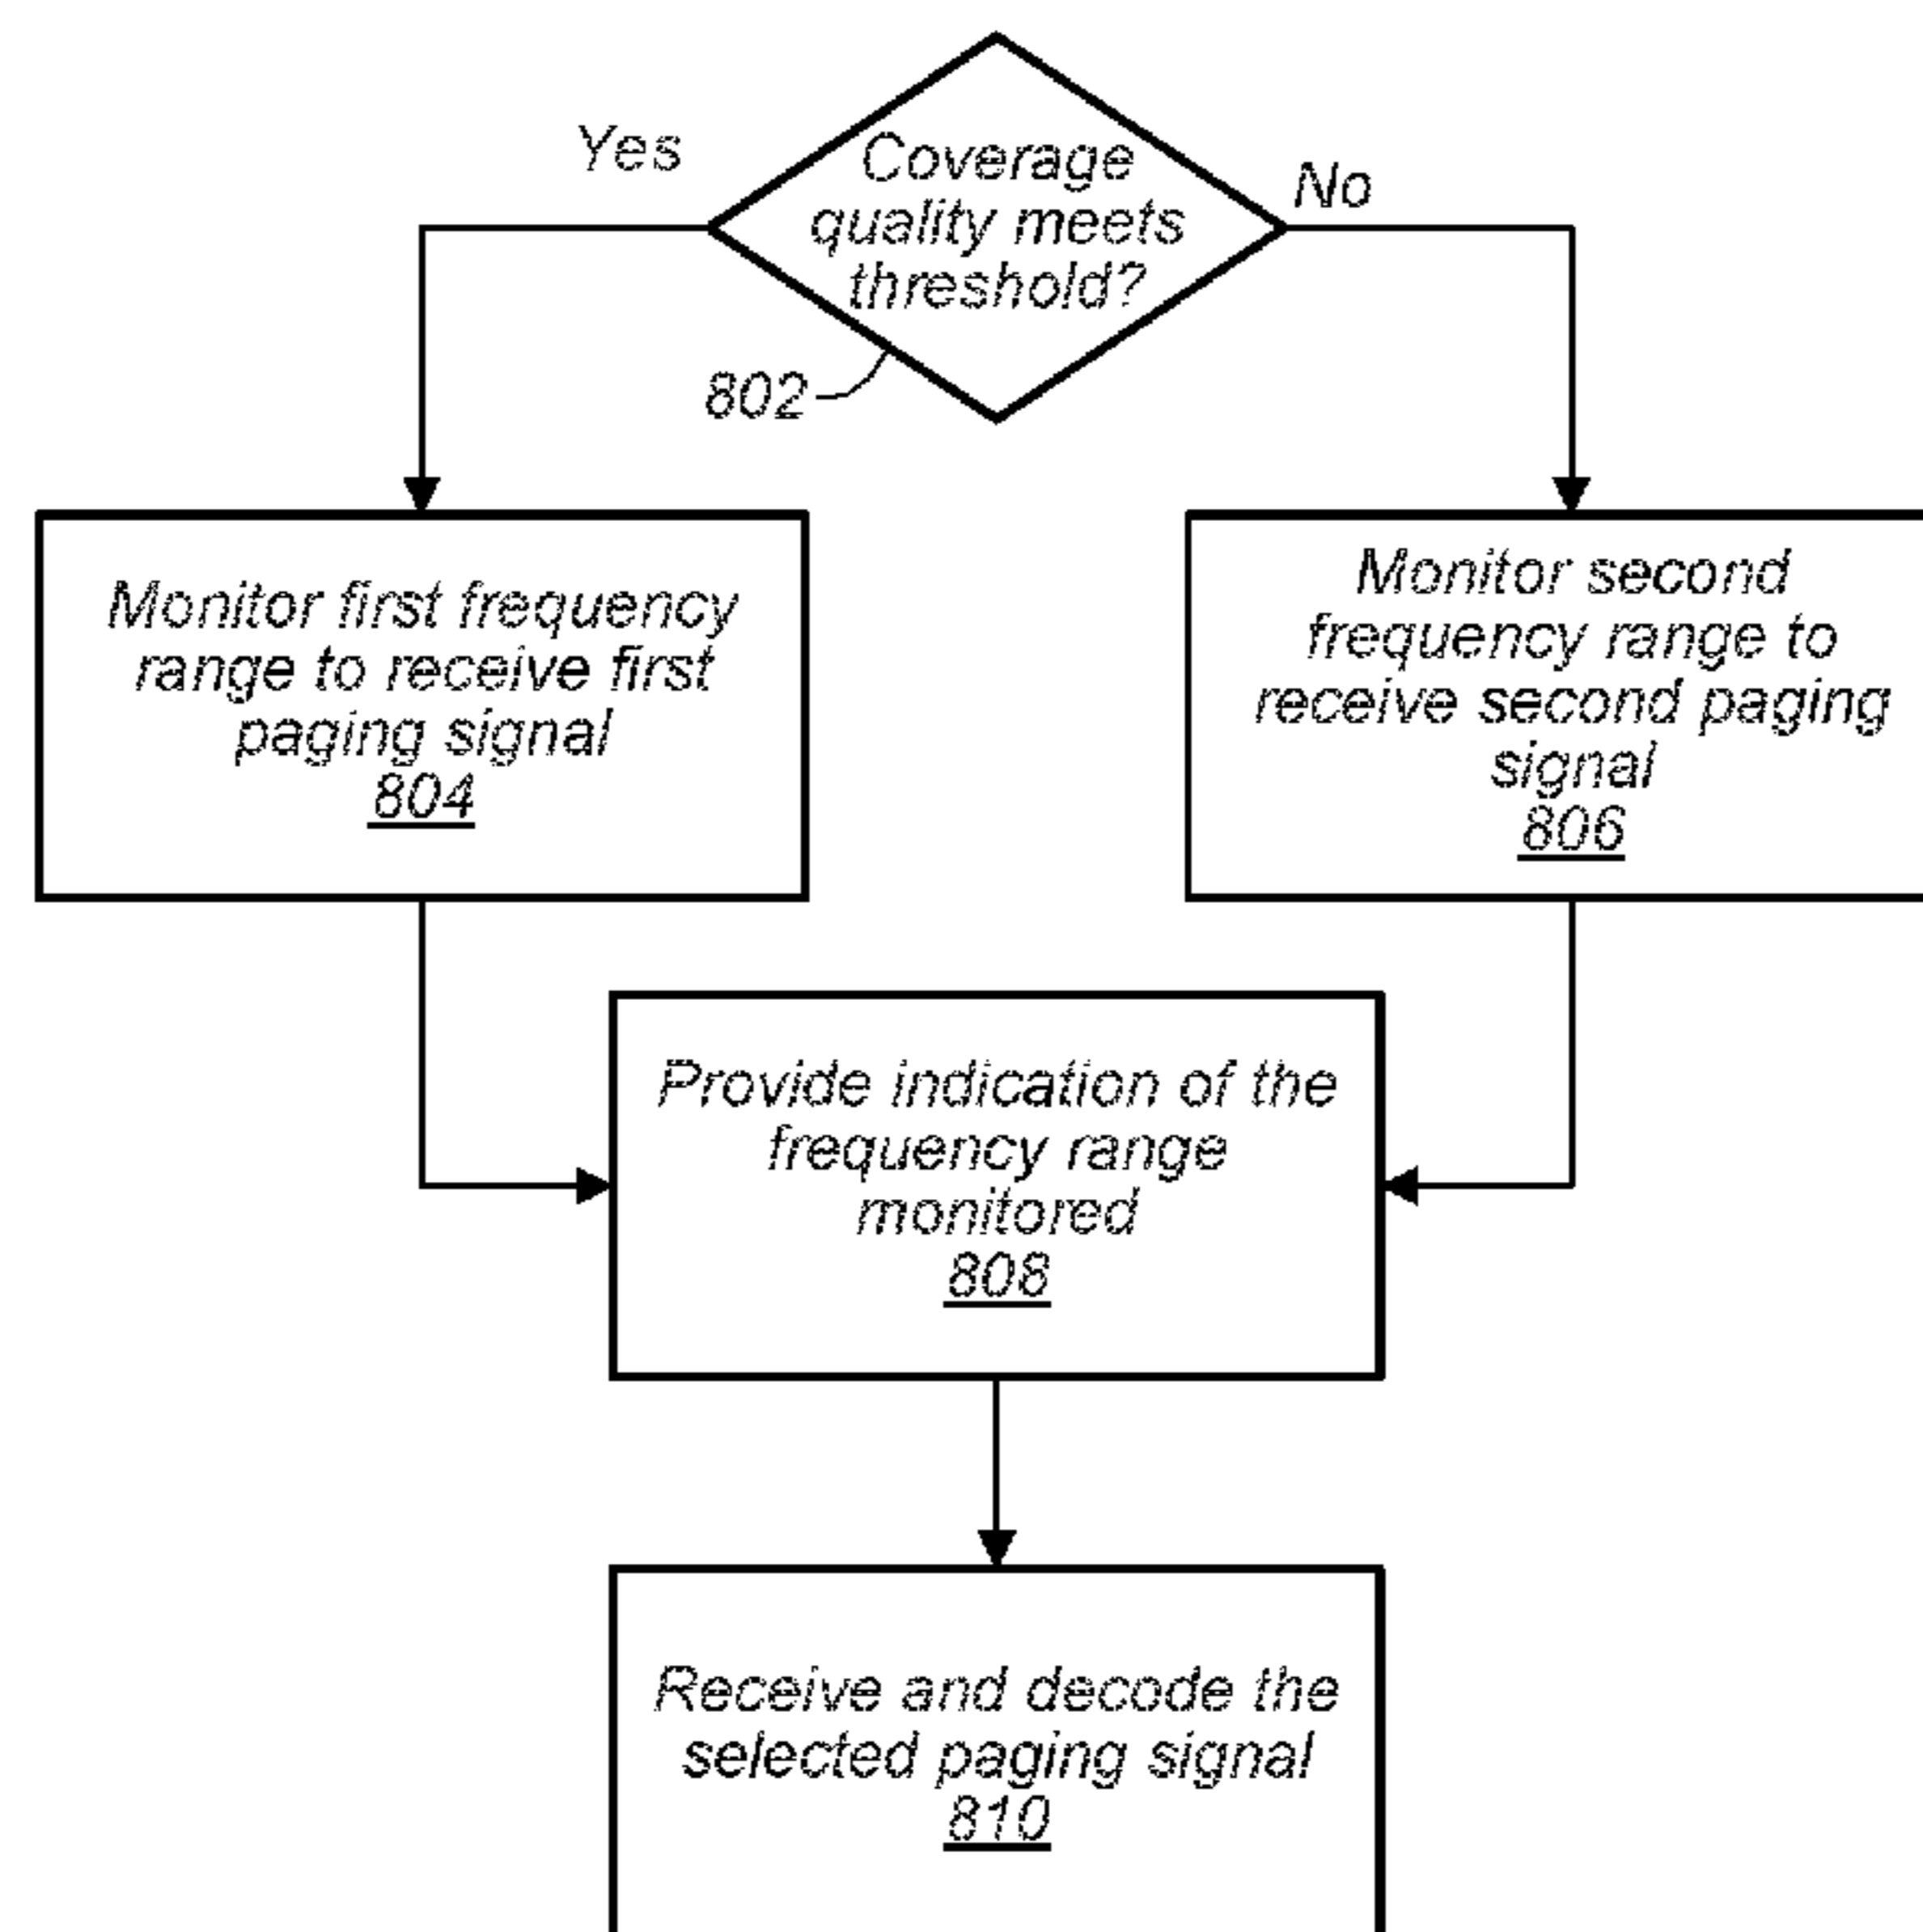 Coverage
quality meets
threshold?
Yes
No
802
Monitor first frequency
range to receive first
paging signal
804
Monitor second
frequency range to
receive second paging
signal
806
Provide indication of the
frequency range
monitored
808
Receive and decode the
selected paging signal
810